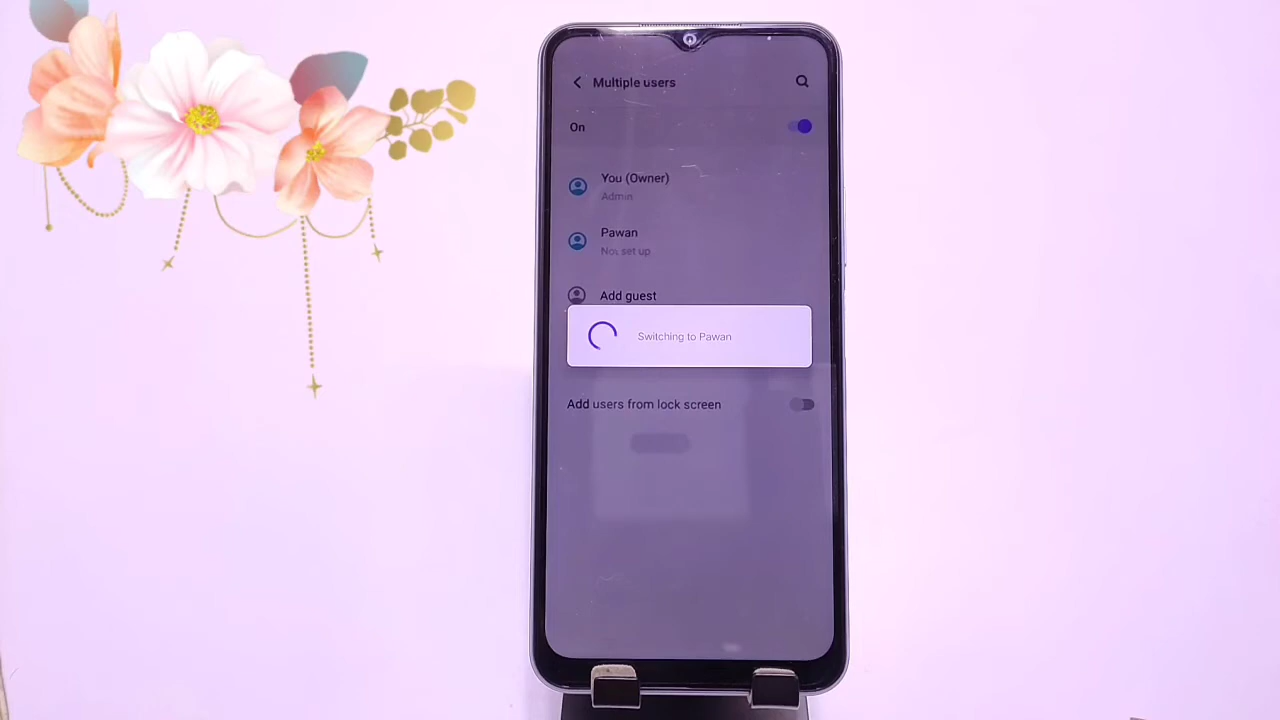 Multiple users
On
You (Owner)
Admin
Pawan
Not set up
Add guest
Switching to Pawan
Add users from lock screen